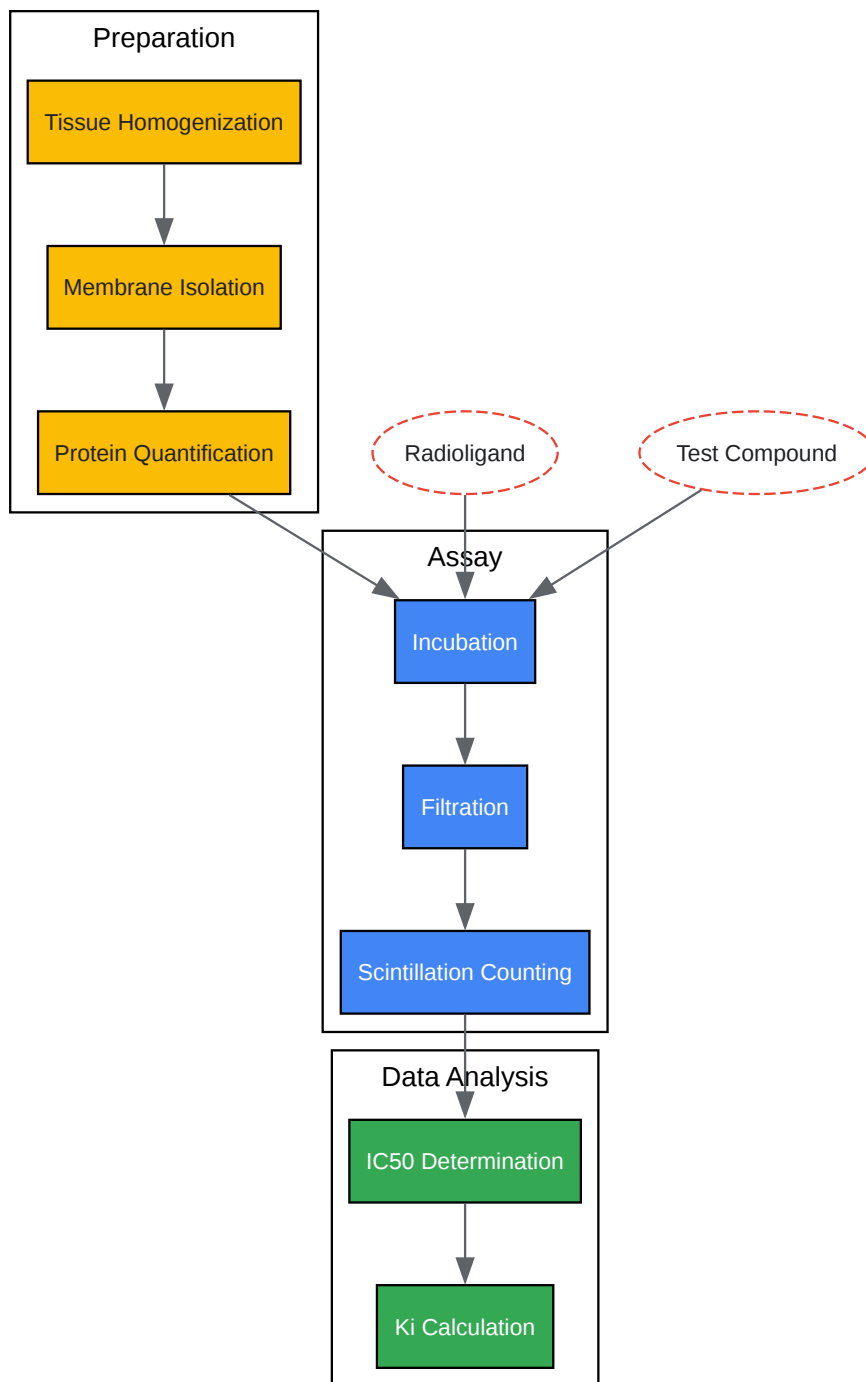 Preparation
Tissue Homogenization
Membrane Isolation
Protein Quantification
Radioligand
Test Compound
Assay
Incubation
Filtration
Scintillation Counting
Data Analysis
IC50 Determination
Ki Calculation